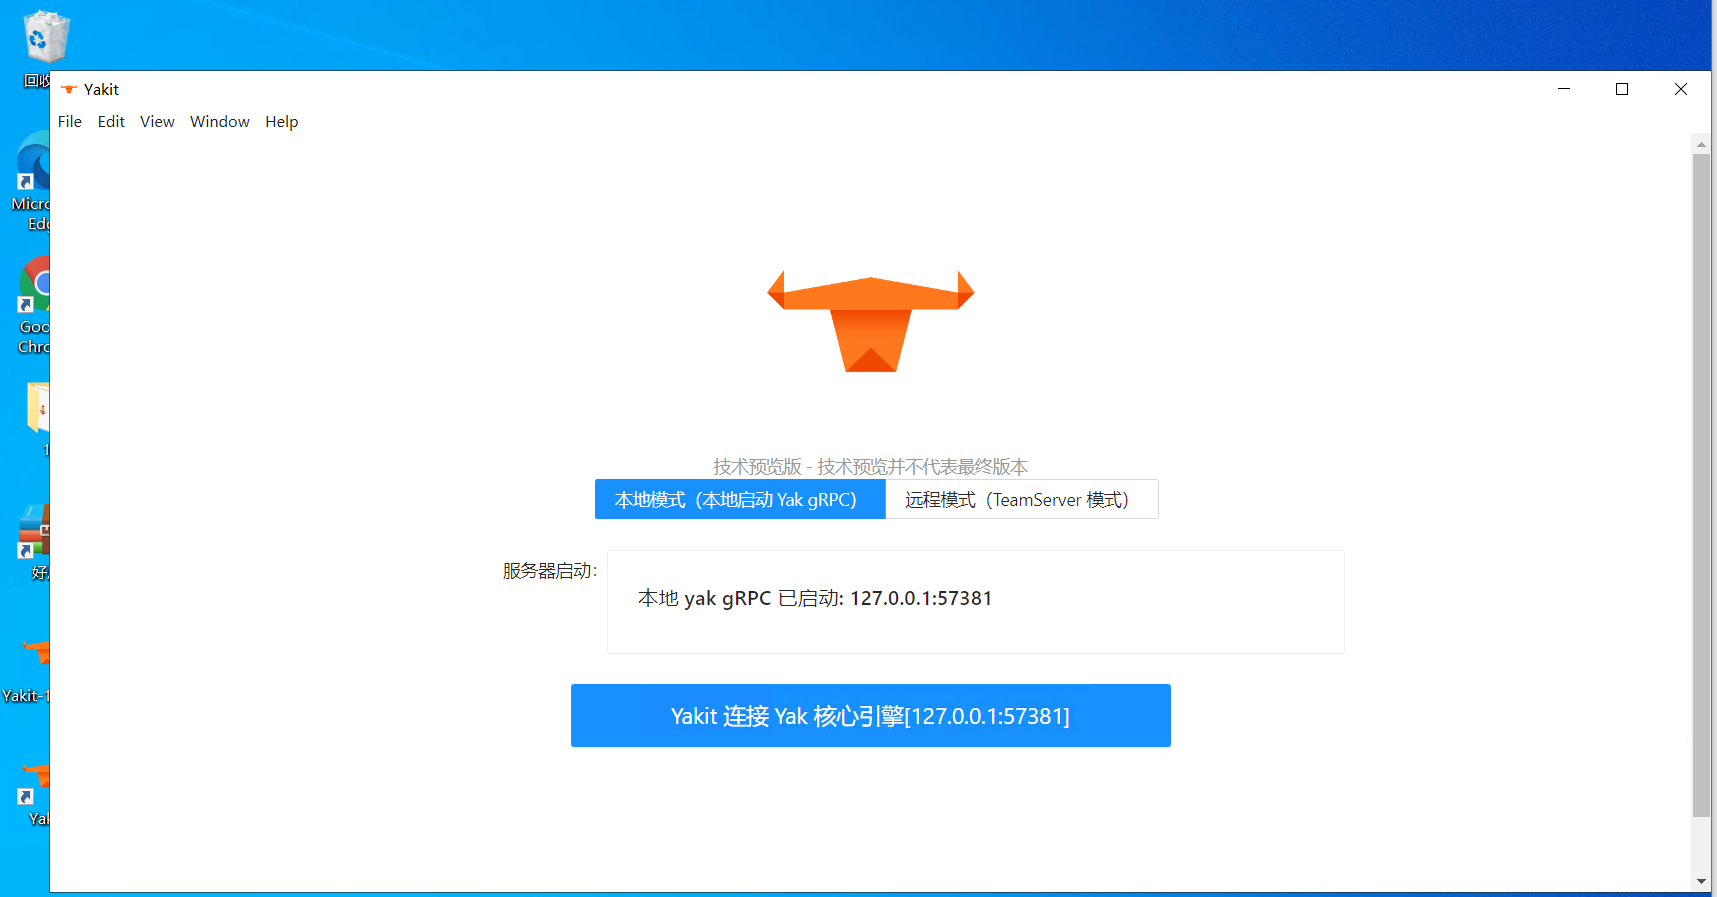 回收
Yakit
File Edit View Window Help
Micro
Edg
Goo
Chro
1
技术预览版 - 技术预览并不代表最终版本
本地模式（本地启动 Yak gRPC） 远程模式（TeamServer 模式）
服务器启动:
本地 yak gRPC 已启动: 127.0.0.1:57381
好
Yakit-1
Yakit 连接 Yak 核心引擎[127.0.0.1:57381]
Yak